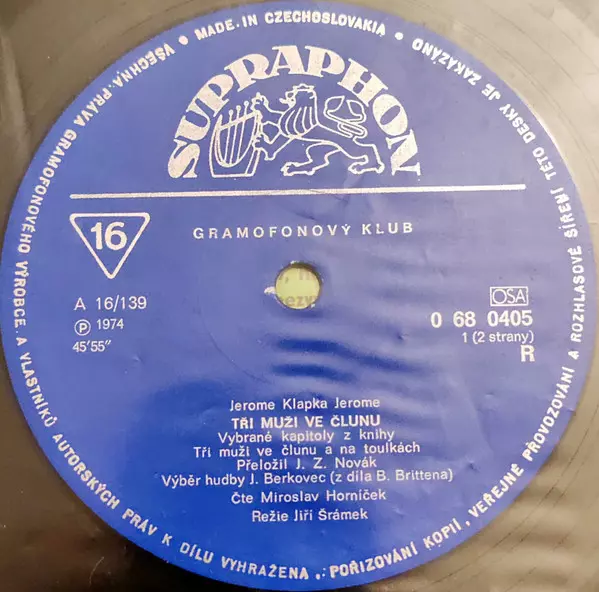 VŠECHNA PRÁVA GRAMOFONOVÉHO VÝROBCE A VLASTNÍKŮ AUTORSKÝCH PRÁV K DÍLU VYHRAŽENA. POŘIZOVÁNÍ KOPIÍ, VEŘEJNÉ PŘEVOZOVÁNÍ A ROZHLASOVÉ ŠÍŘENÍ TÉTO DESKY JE ZAKÁZÁNO
MADE IN CZECHOSLOVAKIA
SUPRAPHON
16
GRAMOFONOVÝ KLUB
A 16/139
℗ 1974
45'55"
OSA
0 68 0405
1 (2 strany)
R
Jerome Klapka Jerome
TŘI MUŽI VE ČLUNU
Vybrané kapitoly z knihy
Tři muži ve člunu a na toulkách
Přeložil J. Z. Novák
Výběr hudby J. Berkovec (z díla B. Brittena)
Čte Miroslav Horníček
Režie Jiří Šrámek